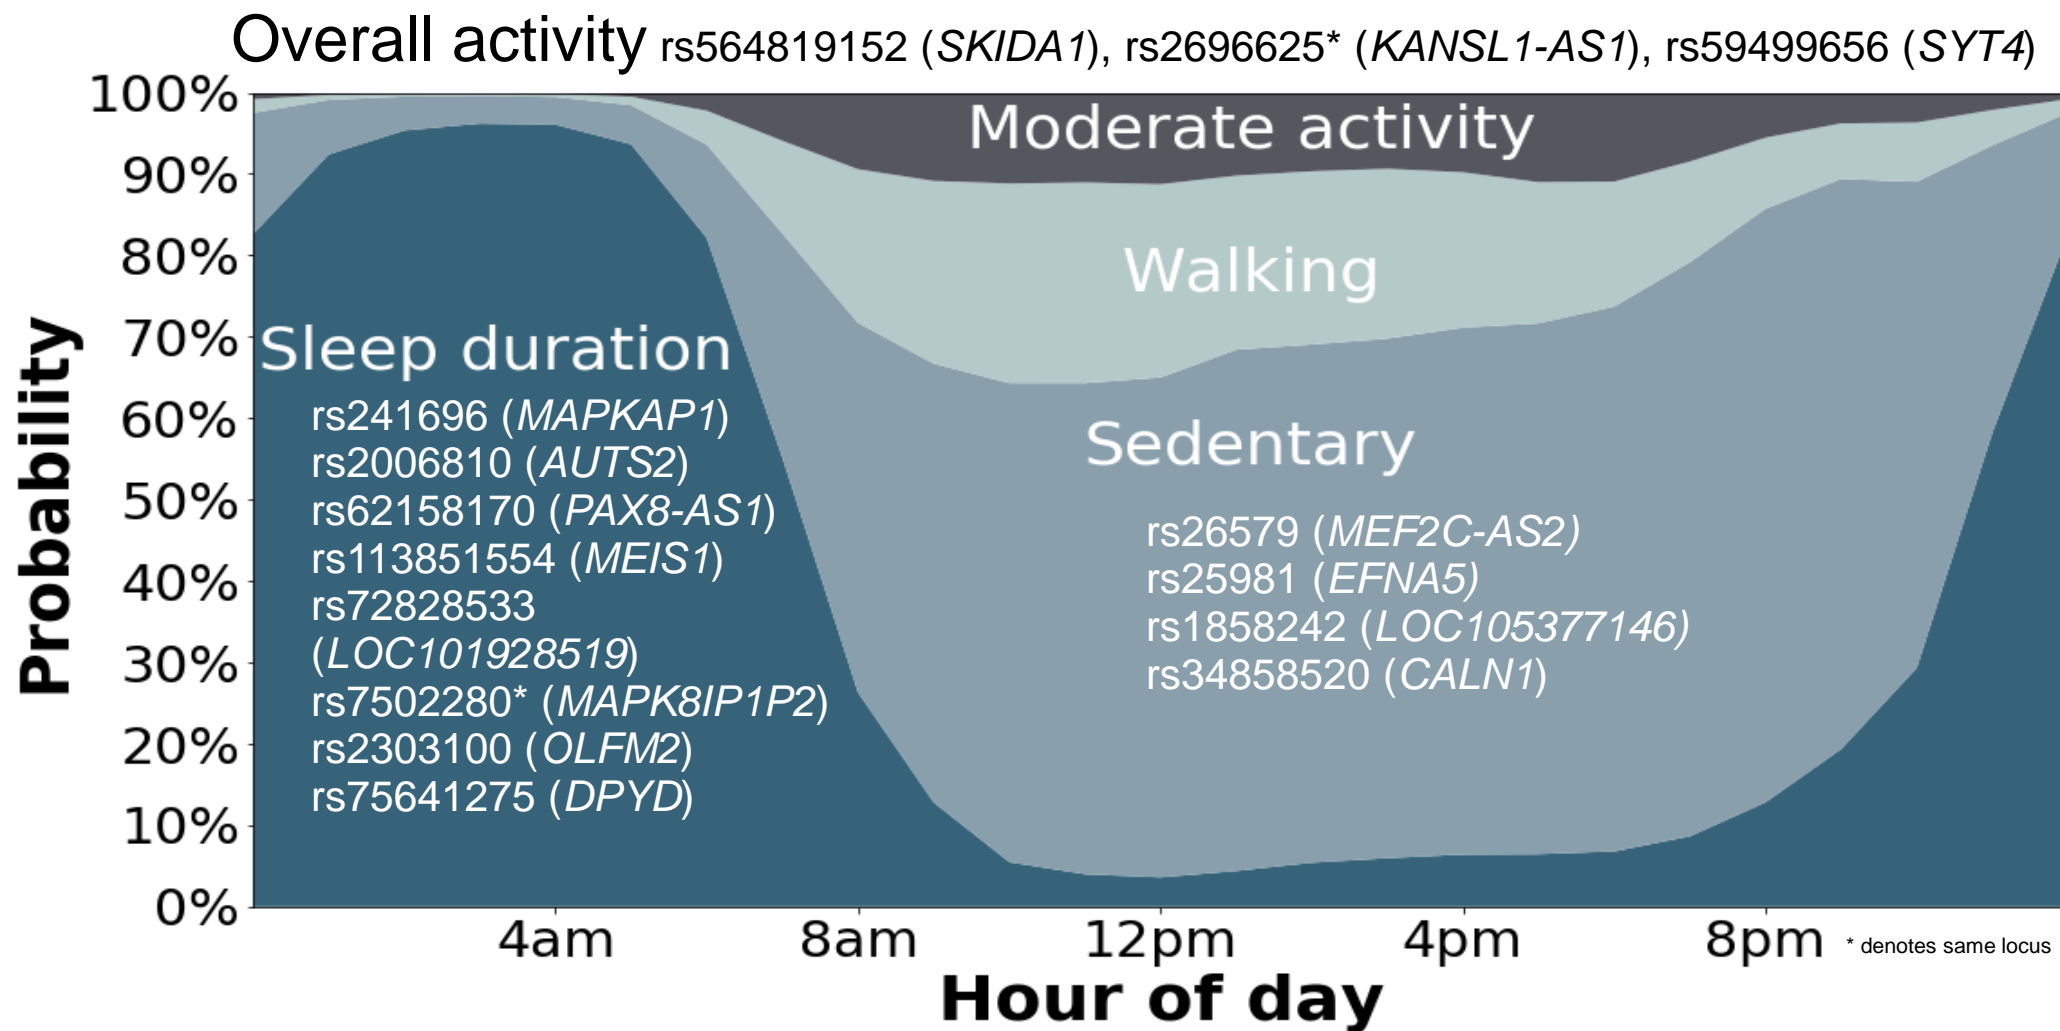 Overall activity rs564819152 (SKIDA1), rs2696625* (KANSL1-AS1), rs59499656 (SYT4)
100%
90%
80%
70%
60%
50%
40%
30%
20%
10%
0%
Probability
Moderate activity
Walking
Sleep duration
rs241696 (MAPKAP1)
rs2006810 (AUTS2)
rs62158170 (PAX8-AS1)
rs113851554 (MEIS1)
rs72828533
(LOC101928519)
rs7502280* (MAPK8IP1P2)
rs2303100 (OLFM2)
rs75641275 (DPYD)
Sedentary
rs26579 (MEF2C-AS2)
rs25981 (EFNA5)
rs1858242 (LOC105377146)
rs34858520 (CALN1)
4am 8am 12pm 4pm 8pm
* denotes same locus
Hour of day